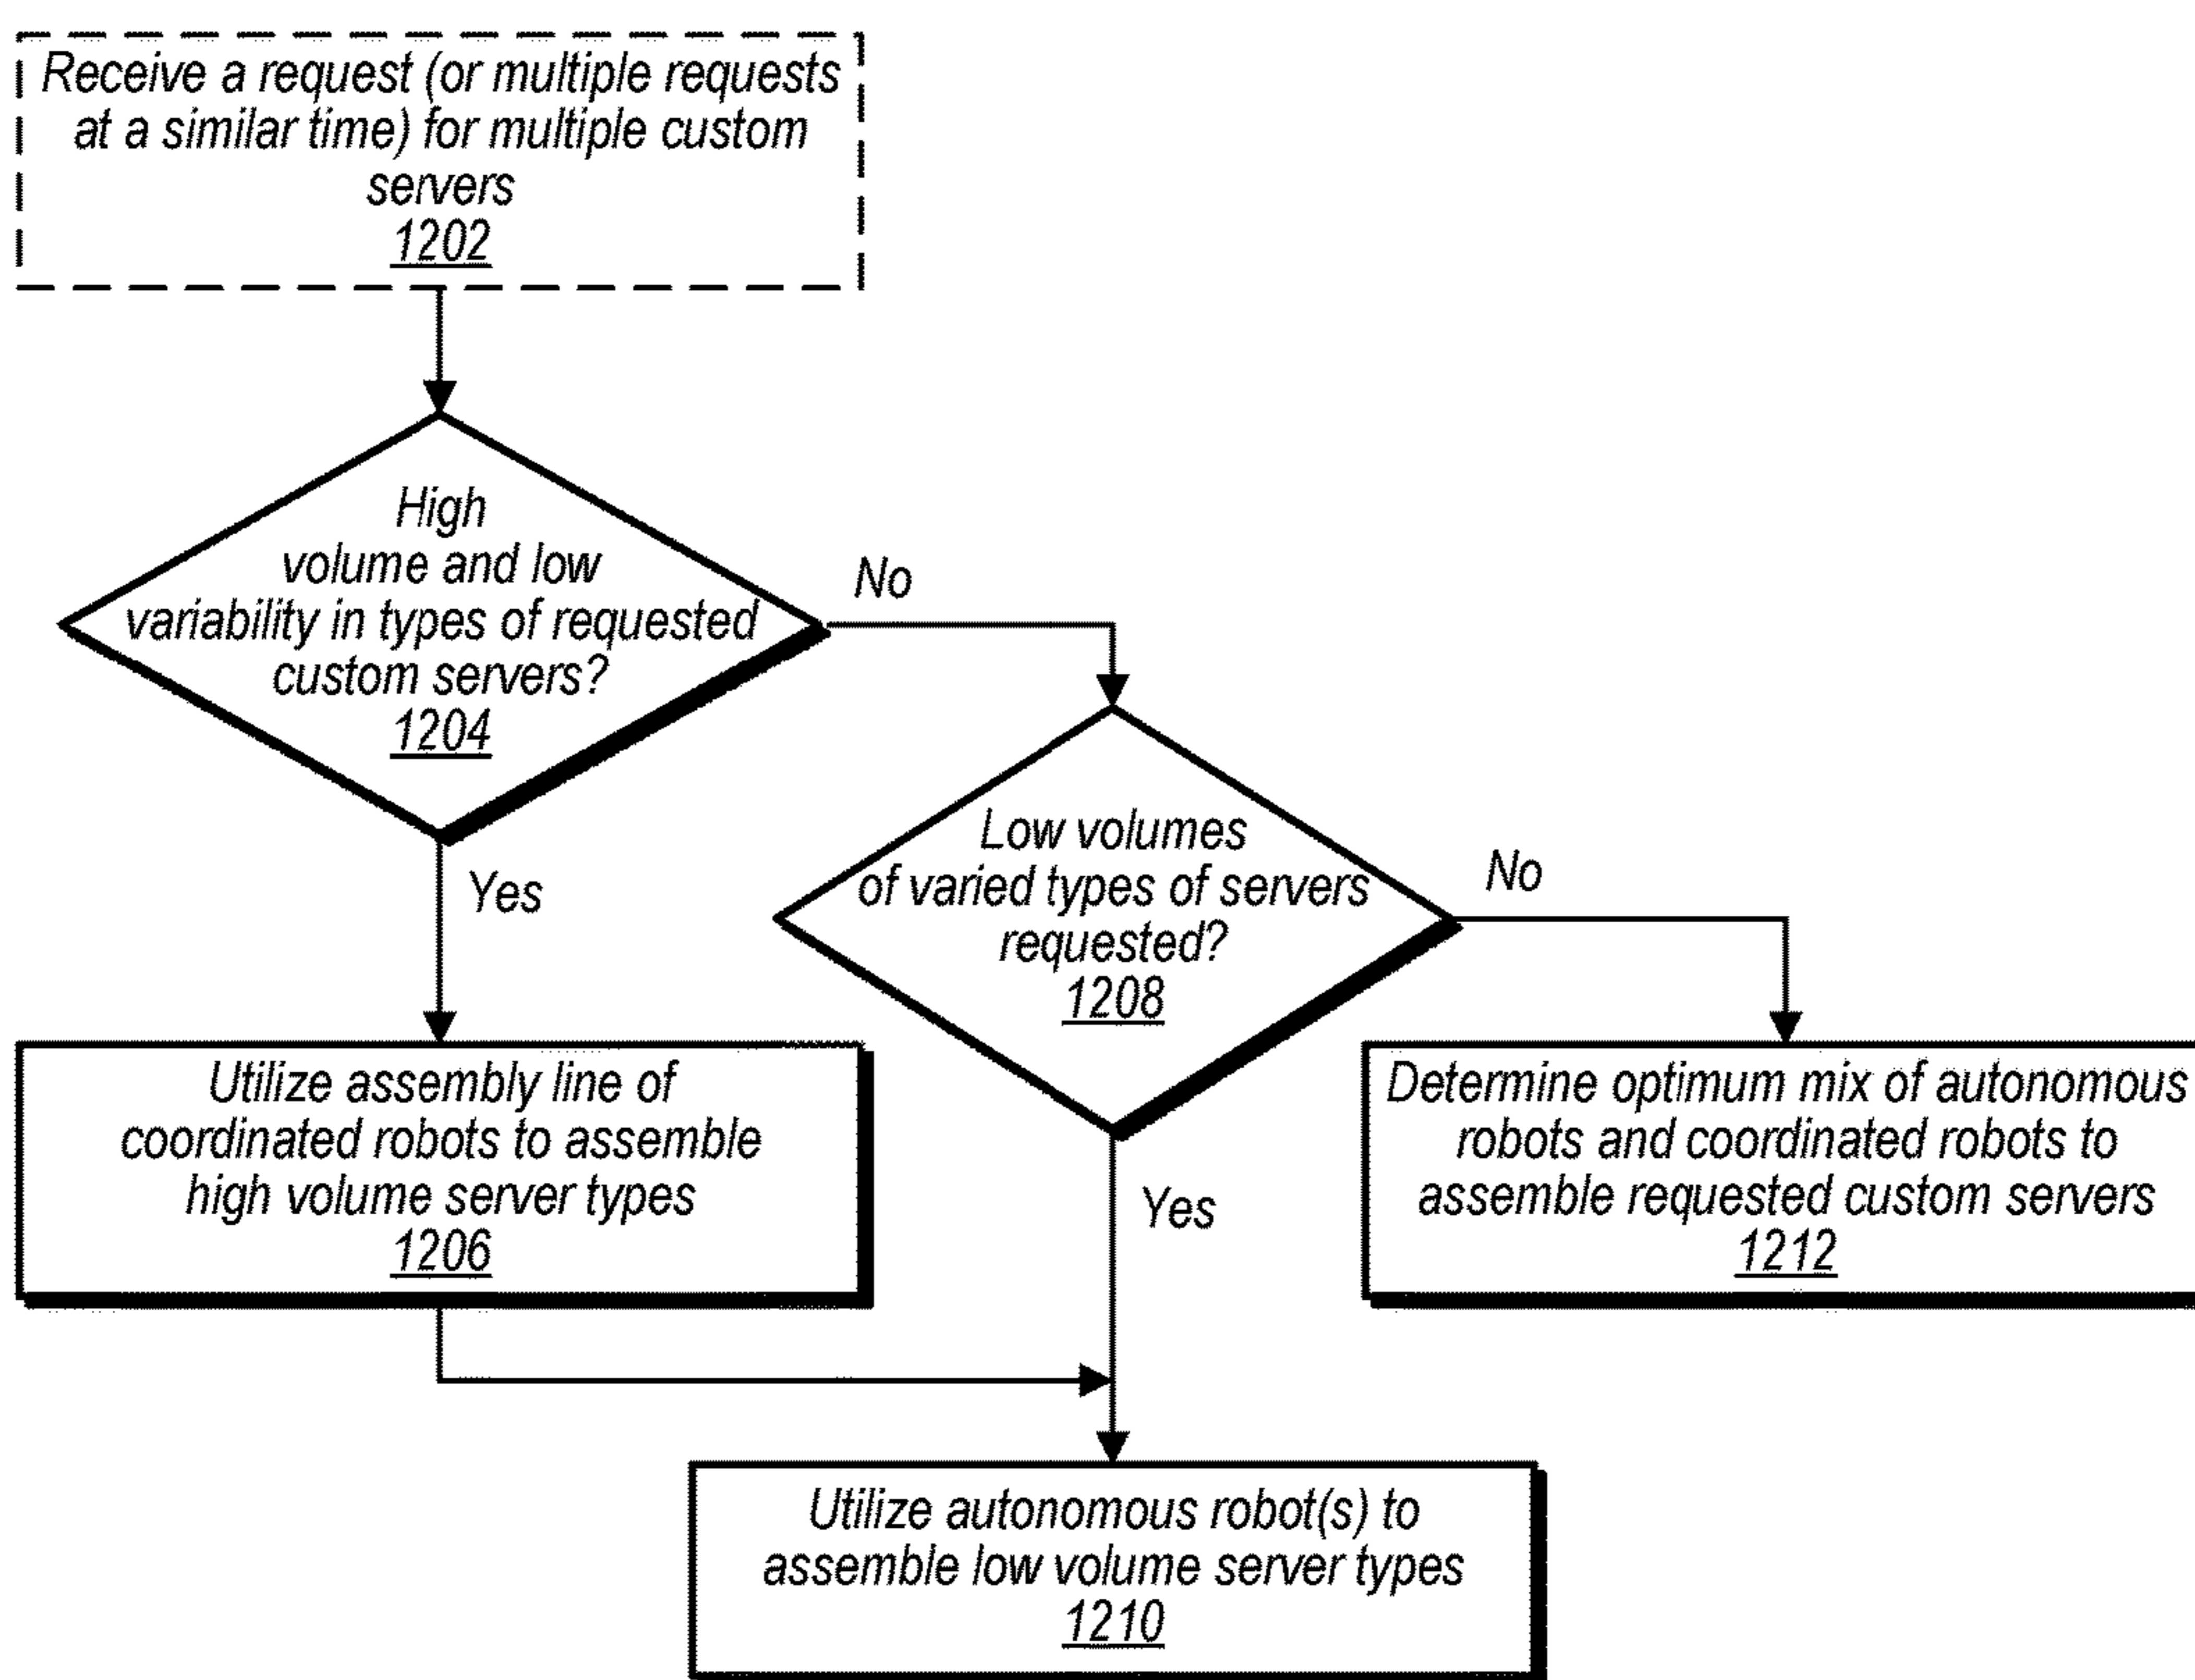 Receive a request (or multiple requests
at a similar time) for multiple custom
servers
1202
High
volume and low
variability in types of requested
custom servers?
1204
No
Yes
Low volumes
of varied types of servers
requested?
1208
No
Yes
Utilize assembly line of
coordinated robots to assemble
high volume server types
1206
Determine optimum mix of autonomous
robots and coordinated robots to
assemble requested custom servers
1212
Utilize autonomous robot(s) to
assemble low volume server types
1210